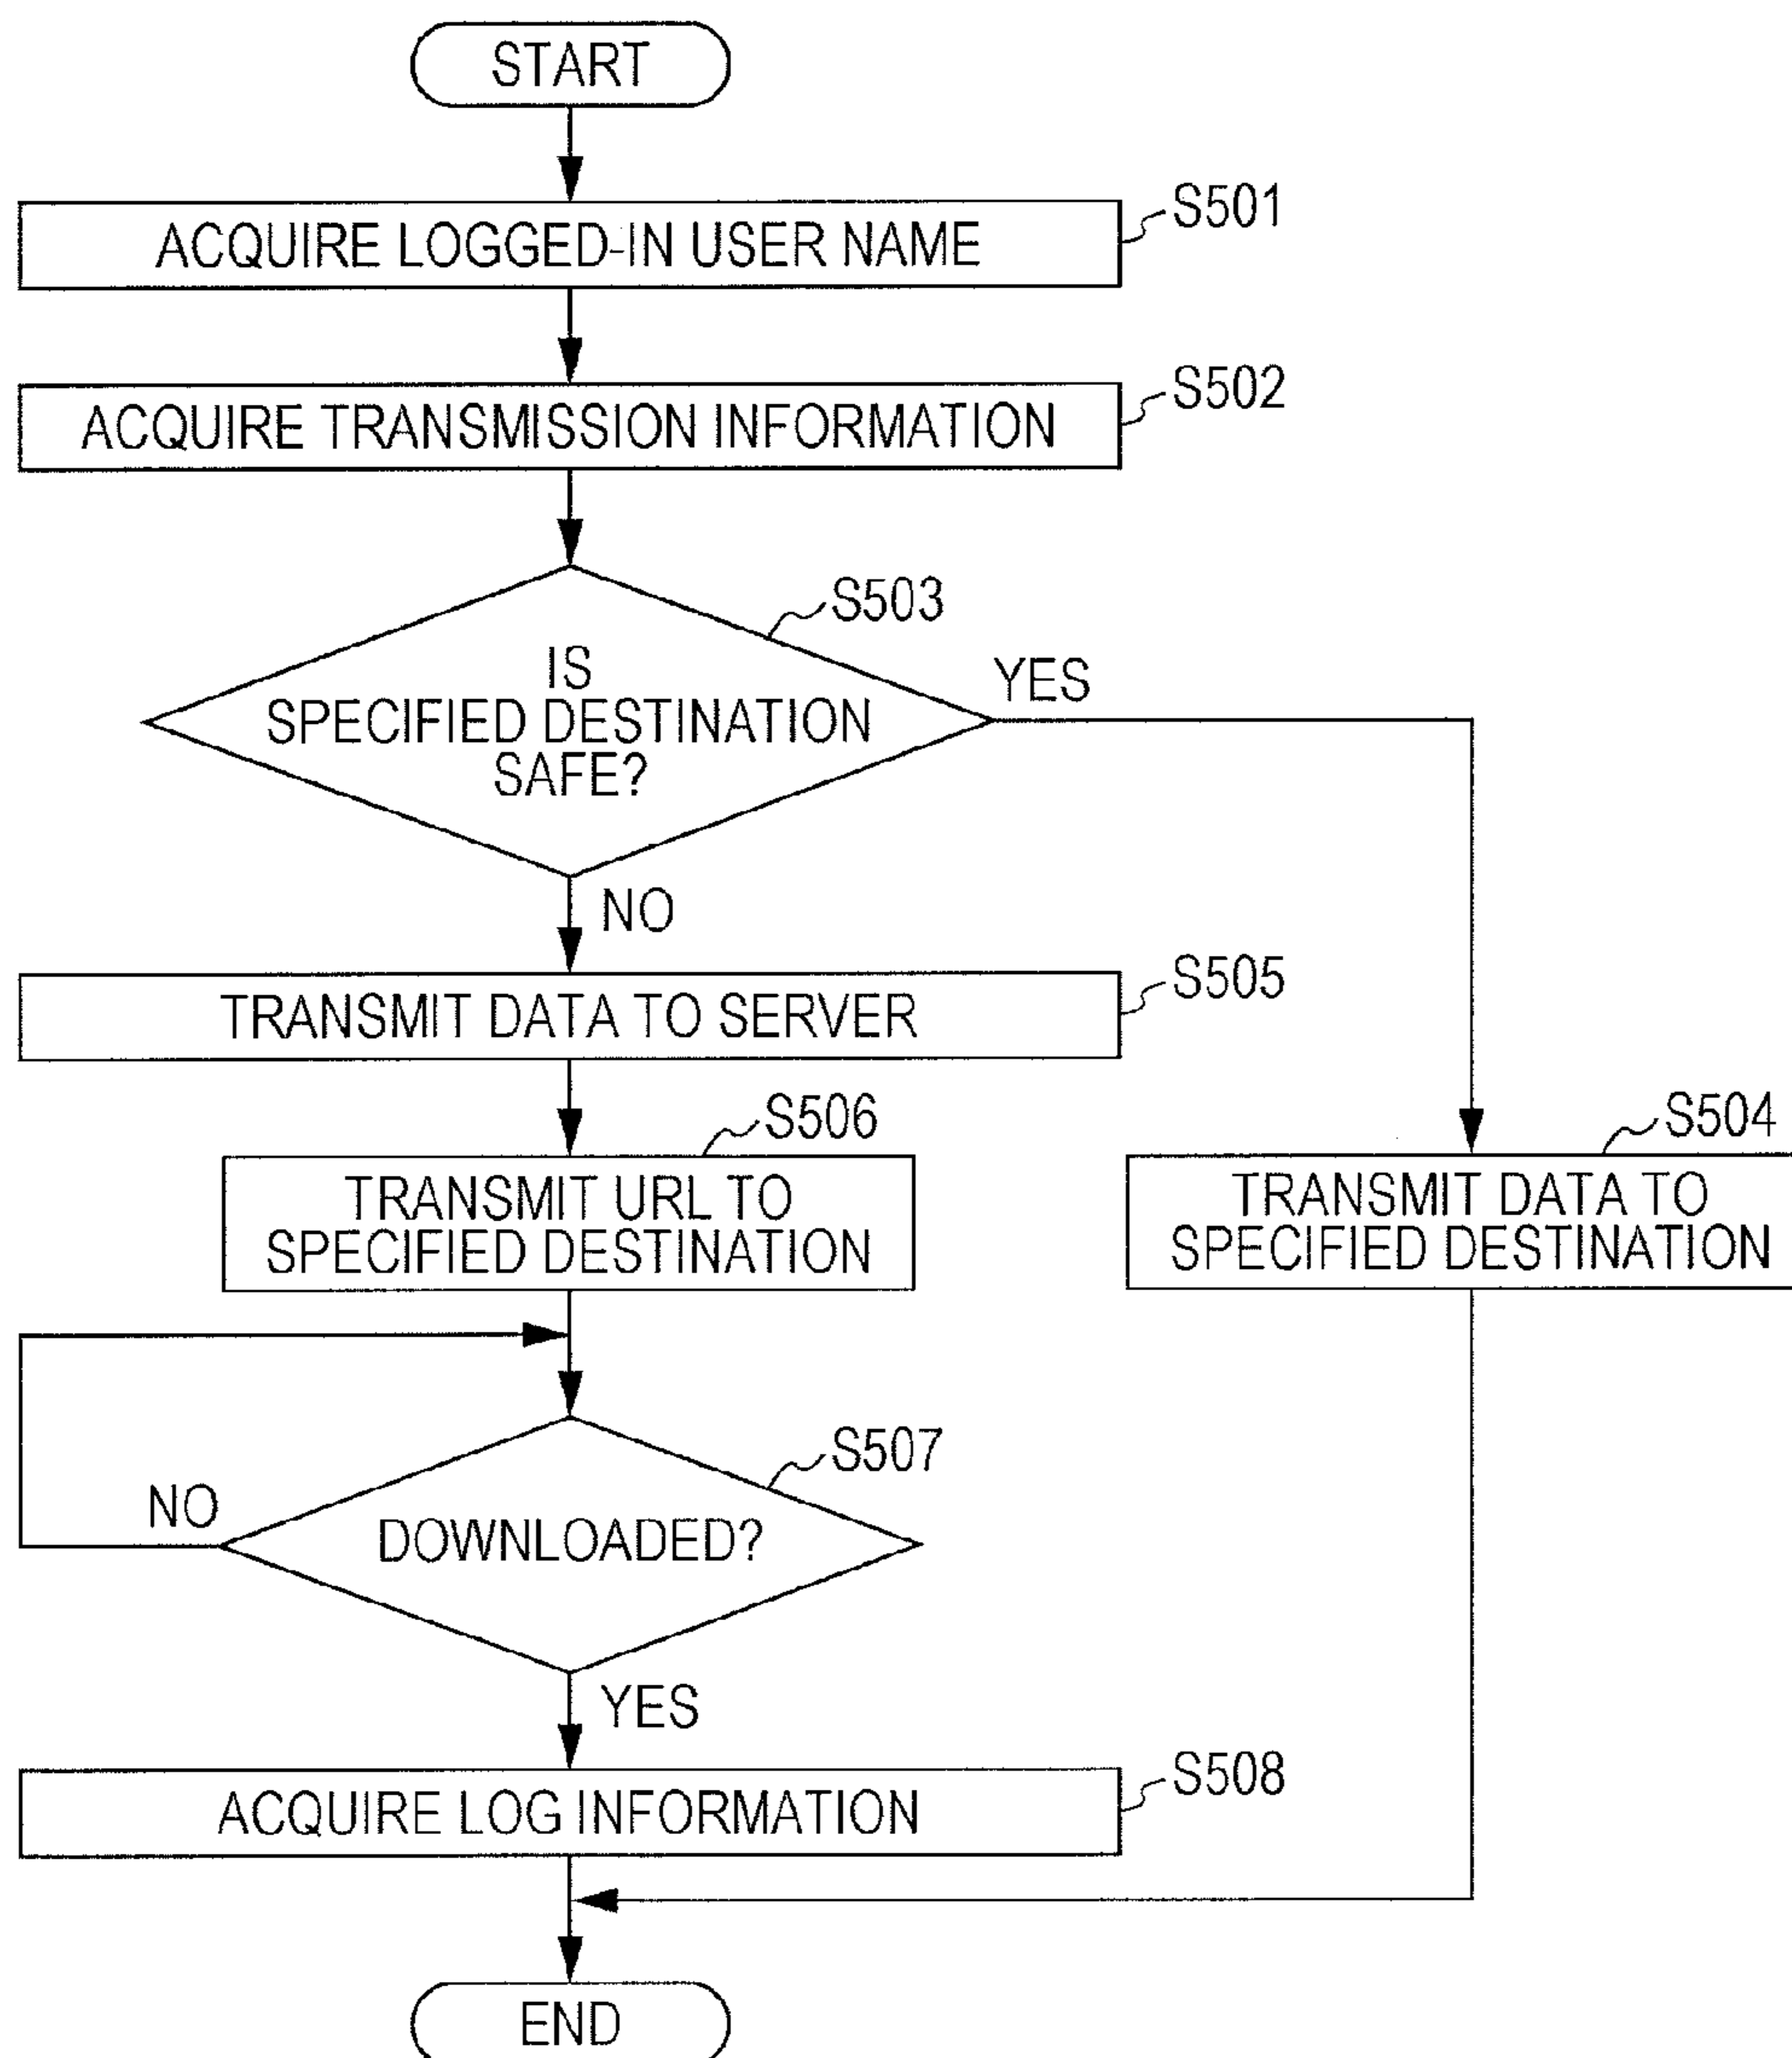 START
ACQUIRE LOGGED-IN USER NAME
S501
ACQUIRE TRANSMISSION INFORMATION
S502
S503
IS
SPECIFIED DESTINATION
SAFE?
YES
NO
TRANSMIT DATA TO SERVER
S505
S506
TRANSMIT URL TO
SPECIFIED DESTINATION
S504
TRANSMIT DATA TO
SPECIFIED DESTINATION
S507
DOWNLOADED?
NO
YES
ACQUIRE LOG INFORMATION
S508
END